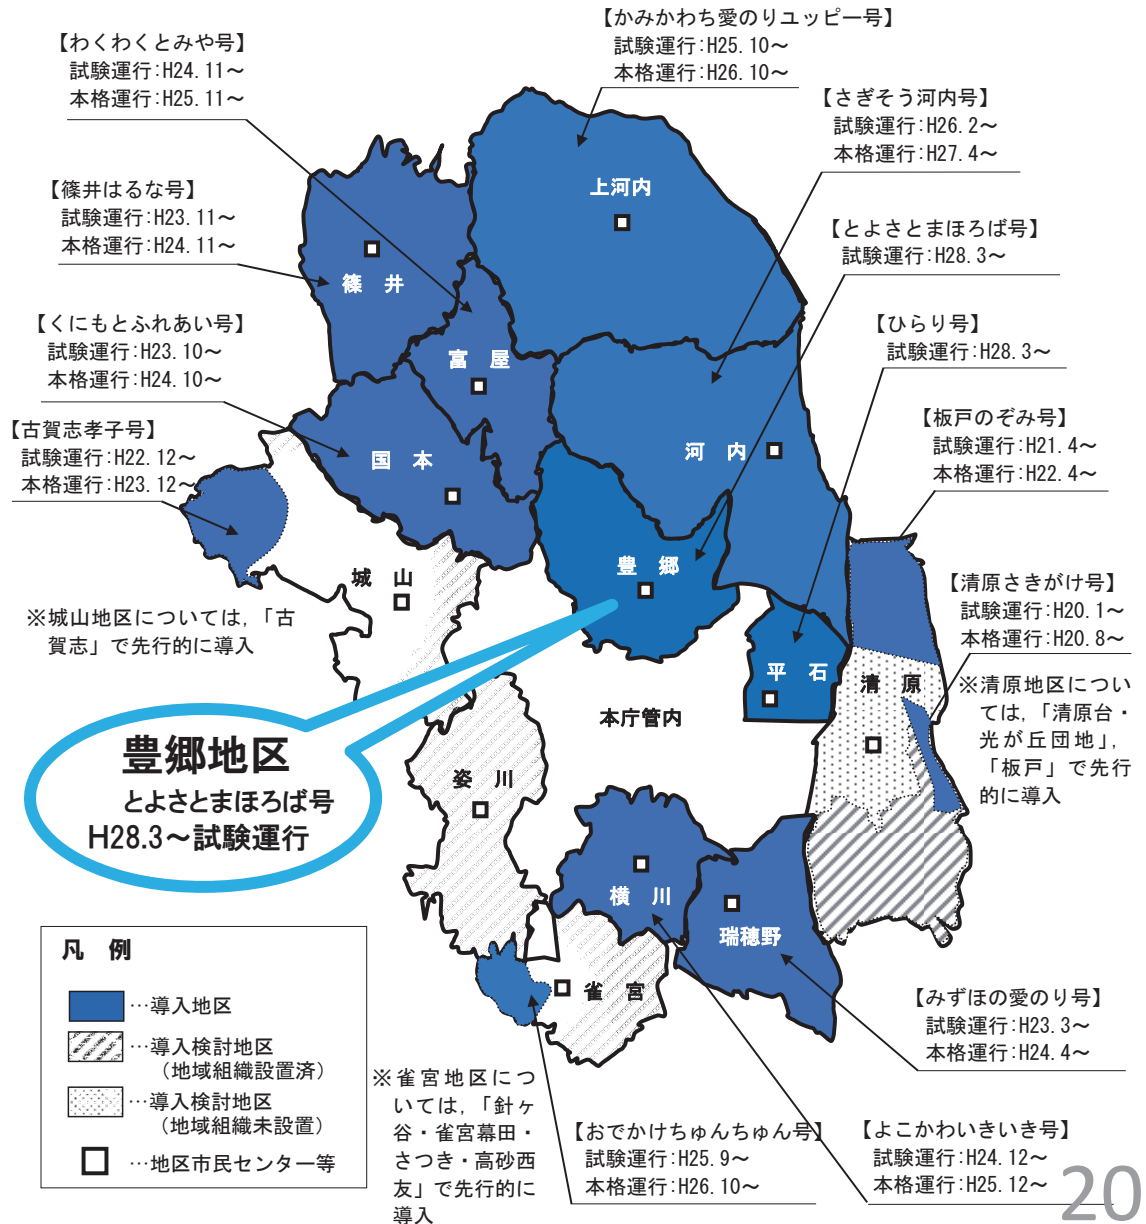 【かみかわち愛のりユッピー号】
試験運行:H25.10～
本格運行:H26.10～
【わくわくとみや号】
試験運行:H24.11～
本格運行:H25.11～
【さぎそう河内号】
試験運行:H26.2～
本格運行:H27.4～
【篠井はるな号】
試験運行:H23.11～
本格運行:H24.11～
【とよさとまほろば号】
試験運行:H28.3～
【くにもとふれあい号】
試験運行:H23.10～
本格運行:H24.10～
【ひらり号】
試験運行:H28.3～
【古賀志孝子号】
試験運行:H22.12～
本格運行:H23.12～
【板戸のぞみ号】
試験運行:H21.4～
本格運行:H22.4～
上河内
篠 井
富 屋
国 本
河 内
城 山
豊 郷
※城山地区については,「古
賀志」で先行的に導入
【清原さきがけ号】
試験運行:H20.1～
本格運行:H20.8～
※清原地区につい
ては,「清原台・
光が丘団地」,
「板戸」で先行
的に導入
平 石
清 原
本庁管内
豊郷地区
とよさとまほろば号
H28.3～試験運行
姿 川
横 川
瑞穂野
雀 宮
凡 例
…導入地区
…導入検討地区
(地域組織設置済)
…導入検討地区
(地域組織未設置)
…地区市民センター等
【みずほの愛のり号】
試験運行:H23.3～
本格運行:H24.4～
※雀宮地区につ
いては,「針ヶ
谷・雀宮幕田・
さつき・高砂西
友」で先行的に
導入
【おでかけちゅんちゅん号】
試験運行:H25.9～
本格運行:H26.10～
【よこかわいきいき号】
試験運行:H24.12～
本格運行:H25.12～
20